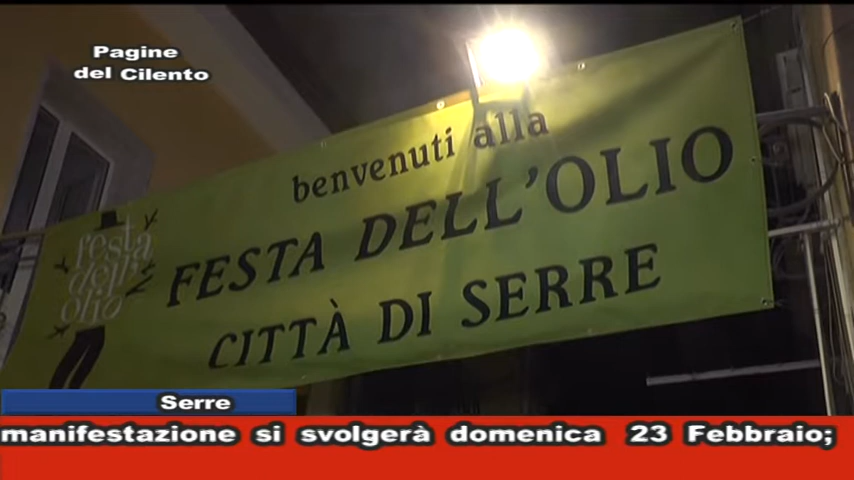 Pagine
del Cilento
benvenuti alla
FESTA DELL'OLIO
CITTÀ DI SERRE
festa
dell'
olio
Serre
manifestazione si svolgerà domenica 23 Febbraio;